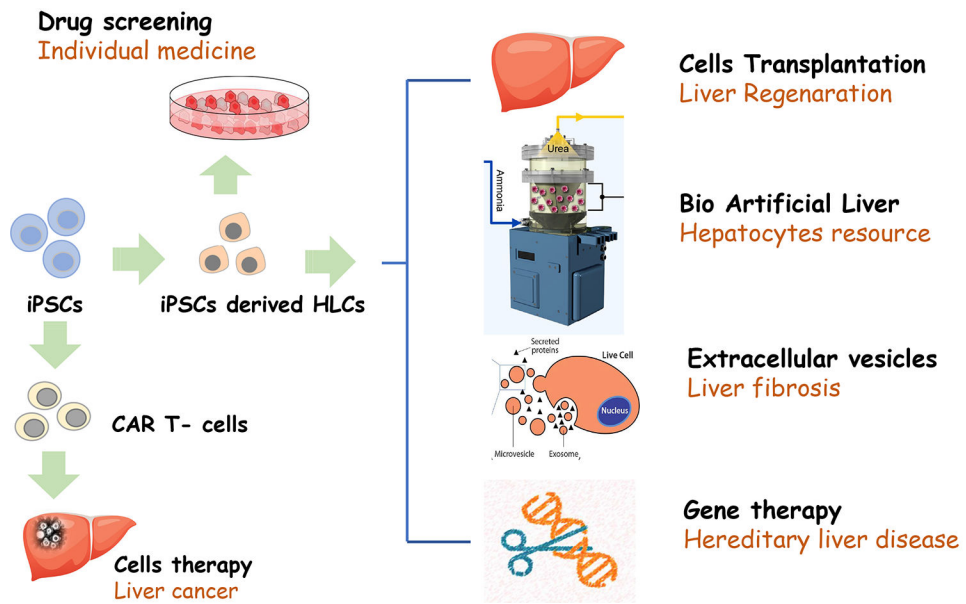 Drug screening
Individual medicine
iPSCs
iPSCs derived HLCs
CAR T- cells
Cells therapy
Liver cancer
Cells Transplantation
Liver Regenaration
Urea
Ammonia
Bio Artificial Liver
Hepatocytes resource
Secreted
proteins
Live Cell
Nucleus
Microvesicle
Exosome
Extracellular vesicles
Liver fibrosis
Gene therapy
Hereditary liver disease